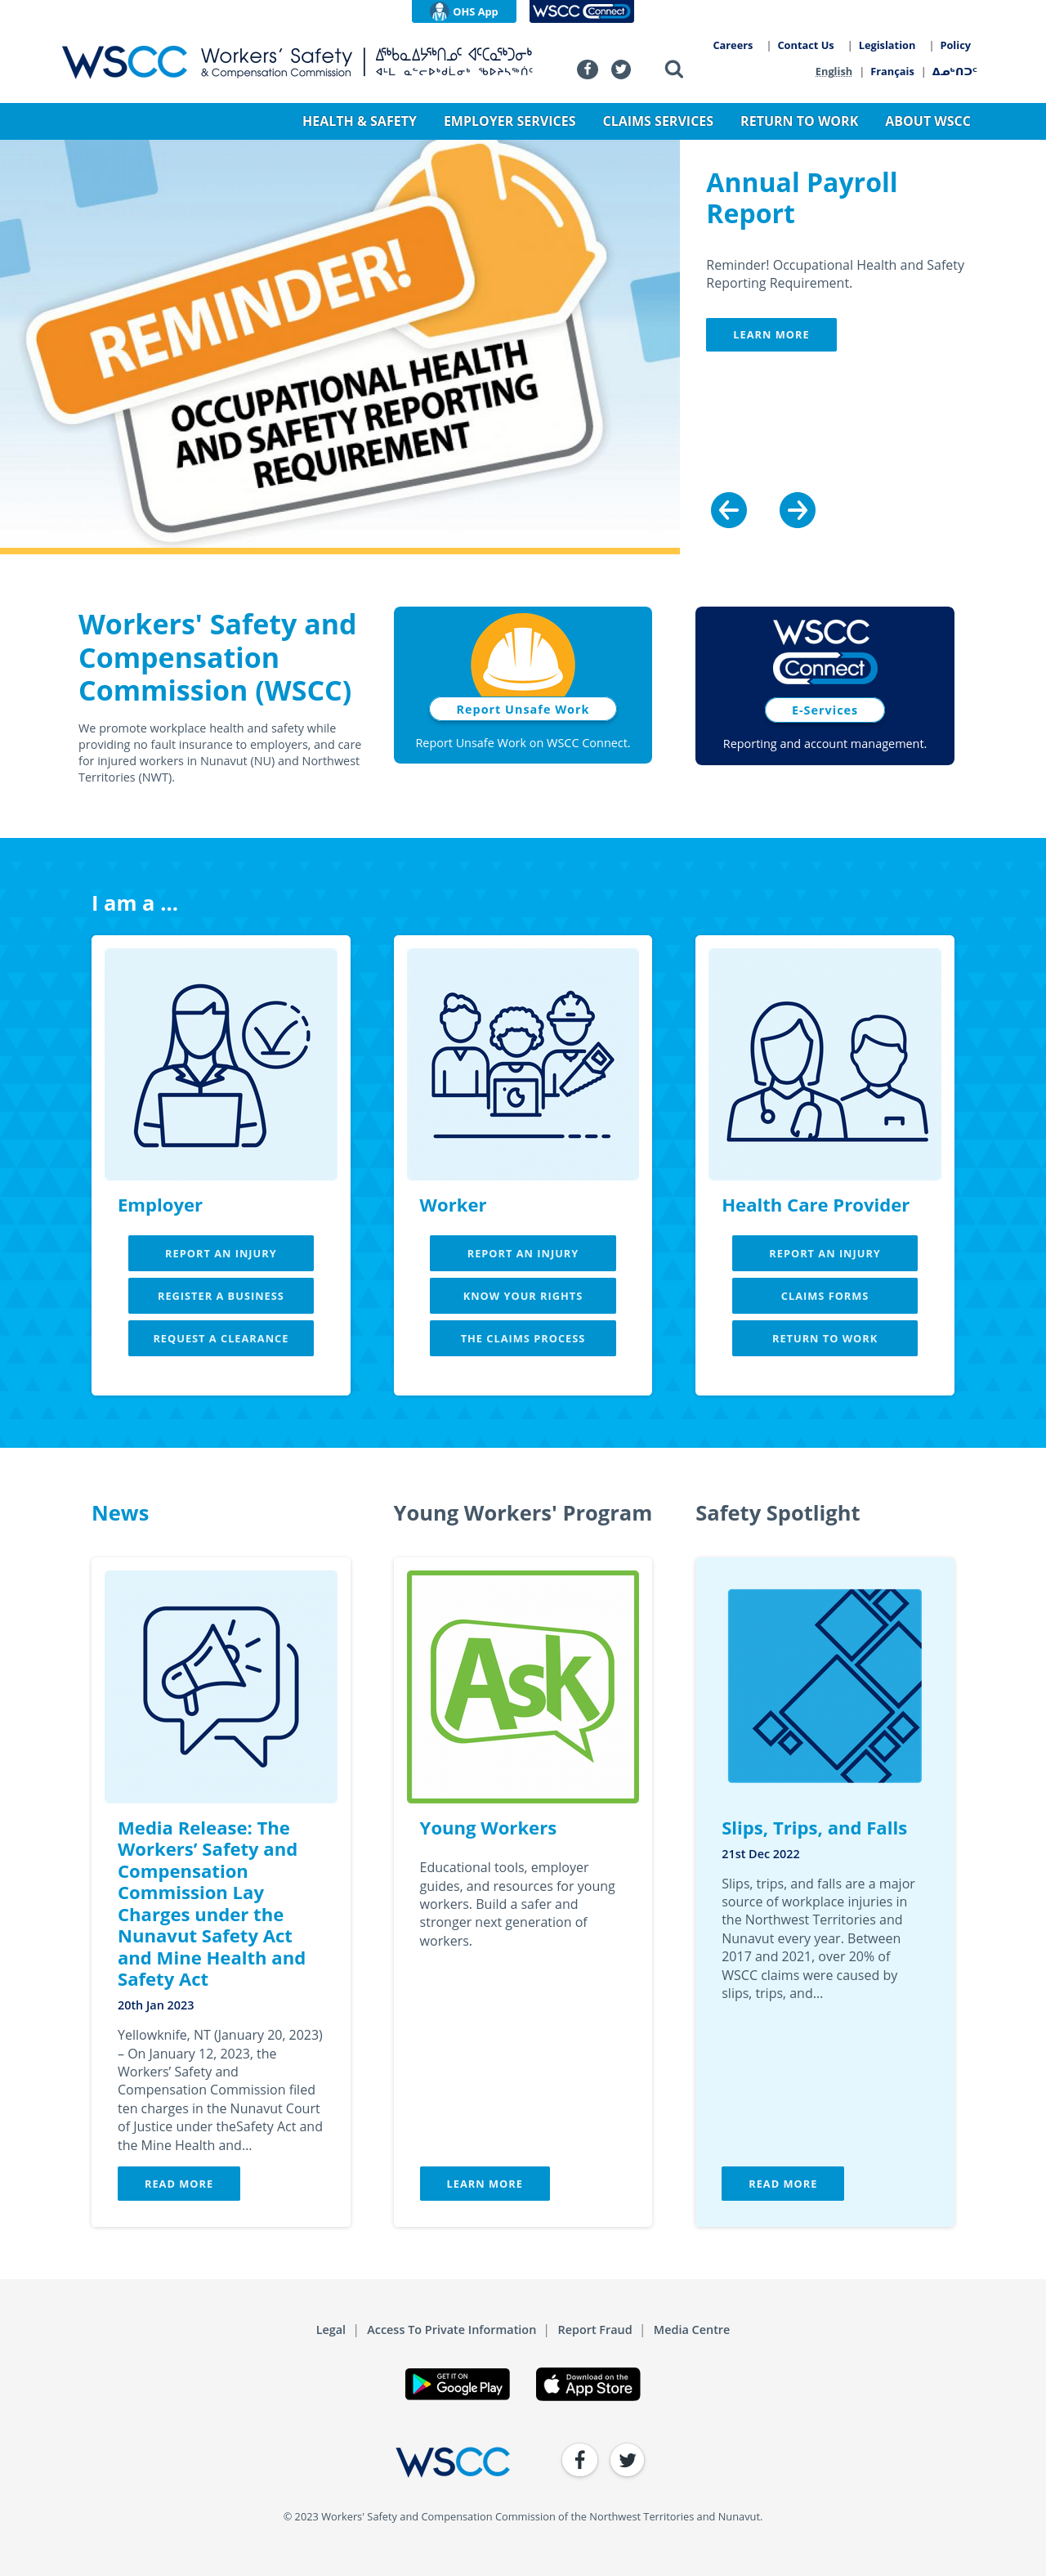 OHS App
WSCC Connect
WSCC
Workers' Safety
& Compensation Commission
Careers | Contact Us | Legislation | Policy
English | Français | ᐃᓄᒃᑎᑐᑦ
HEALTH & SAFETY EMPLOYER SERVICES CLAIMS SERVICES RETURN TO WORK ABOUT WSCC
REMINDER!
OCCUPATIONAL HEALTH
AND SAFETY REPORTING
REQUIREMENT
Annual Payroll
Report
Reminder! Occupational Health and Safety
Reporting Requirement.
LEARN MORE
Workers' Safety and
Compensation
Commission (WSCC)
We promote workplace health and safety while
providing no fault insurance to employers, and care
for injured workers in Nunavut (NU) and Northwest
Territories (NWT).
Report Unsafe Work
Report Unsafe Work on WSCC Connect.
WSCC
Connect
E-Services
Reporting and account management.
I am a ...
Employer
REPORT AN INJURY
REGISTER A BUSINESS
REQUEST A CLEARANCE
Worker
REPORT AN INJURY
KNOW YOUR RIGHTS
THE CLAIMS PROCESS
Health Care Provider
REPORT AN INJURY
CLAIMS FORMS
RETURN TO WORK
News
Media Release: The
Workers’ Safety and
Compensation
Commission Lay
Charges under the
Nunavut Safety Act
and Mine Health and
Safety Act
20th Jan 2023
Yellowknife, NT (January 20, 2023)
– On January 12, 2023, the
Workers’ Safety and
Compensation Commission filed
ten charges in the Nunavut Court
of Justice under theSafety Act and
the Mine Health and...
READ MORE
Young Workers' Program
Ask
Young Workers
Educational tools, employer
guides, and resources for young
workers. Build a safer and
stronger next generation of
workers.
LEARN MORE
Safety Spotlight
Slips, Trips, and Falls
21st Dec 2022
Slips, trips, and falls are a major
source of workplace injuries in
the Northwest Territories and
Nunavut every year. Between
2017 and 2021, over 20% of
WSCC claims were caused by
slips, trips, and...
READ MORE
Legal | Access To Private Information | Report Fraud | Media Centre
GET IT ON
Google Play
Download on the
App Store
WSCC
© 2023 Workers' Safety and Compensation Commission of the Northwest Territories and Nunavut.